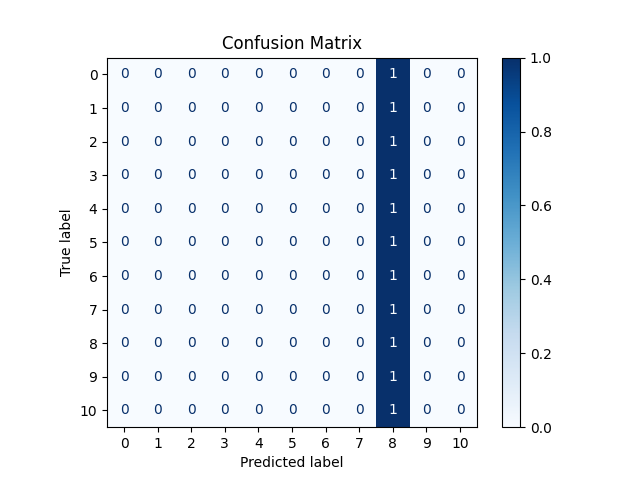 Confusion Matrix
True label
0 0 0 0 0 0 0 0 0 1 0 0
1 0 0 0 0 0 0 0 0 1 0 0
2 0 0 0 0 0 0 0 0 1 0 0
3 0 0 0 0 0 0 0 0 1 0 0
4 0 0 0 0 0 0 0 0 1 0 0
5 0 0 0 0 0 0 0 0 1 0 0
6 0 0 0 0 0 0 0 0 1 0 0
7 0 0 0 0 0 0 0 0 1 0 0
8 0 0 0 0 0 0 0 0 1 0 0
9 0 0 0 0 0 0 0 0 1 0 0
10 0 0 0 0 0 0 0 0 1 0 0
0 1 2 3 4 5 6 7 8 9 10
Predicted label
1.0
0.8
0.6
0.4
0.2
0.0